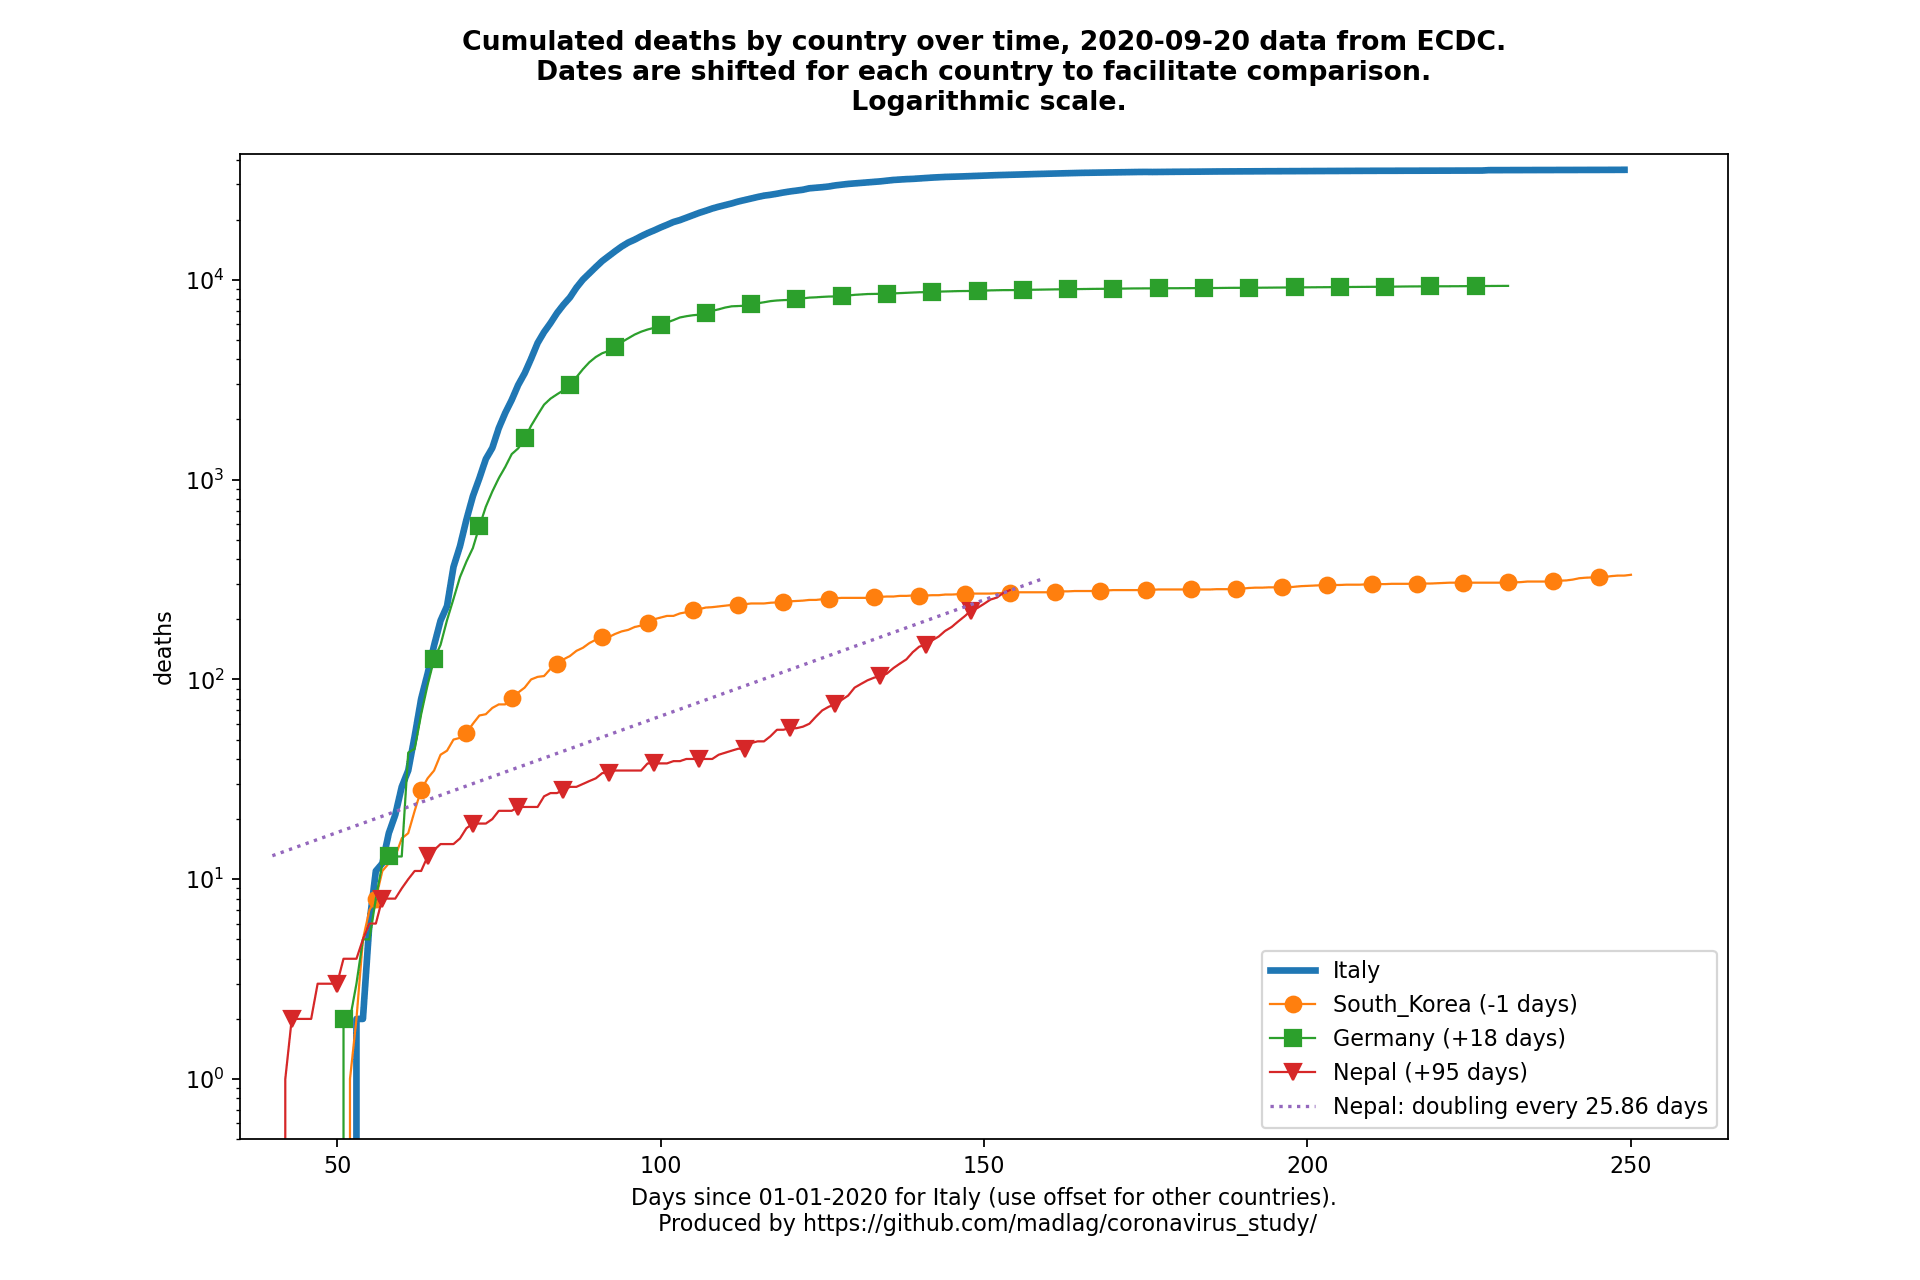 Cumulated deaths by country over time, 2020-09-20 data from ECDC.
Dates are shifted for each country to facilitate comparison.
Logarithmic scale.
10⁴
10³
10²
10¹
10⁰
deaths
Italy
South_Korea (-1 days)
Germany (+18 days)
Nepal (+95 days)
Nepal: doubling every 25.86 days
50 100 150 200 250
Days since 01-01-2020 for Italy (use offset for other countries).
Produced by https://github.com/madlag/coronavirus_study/